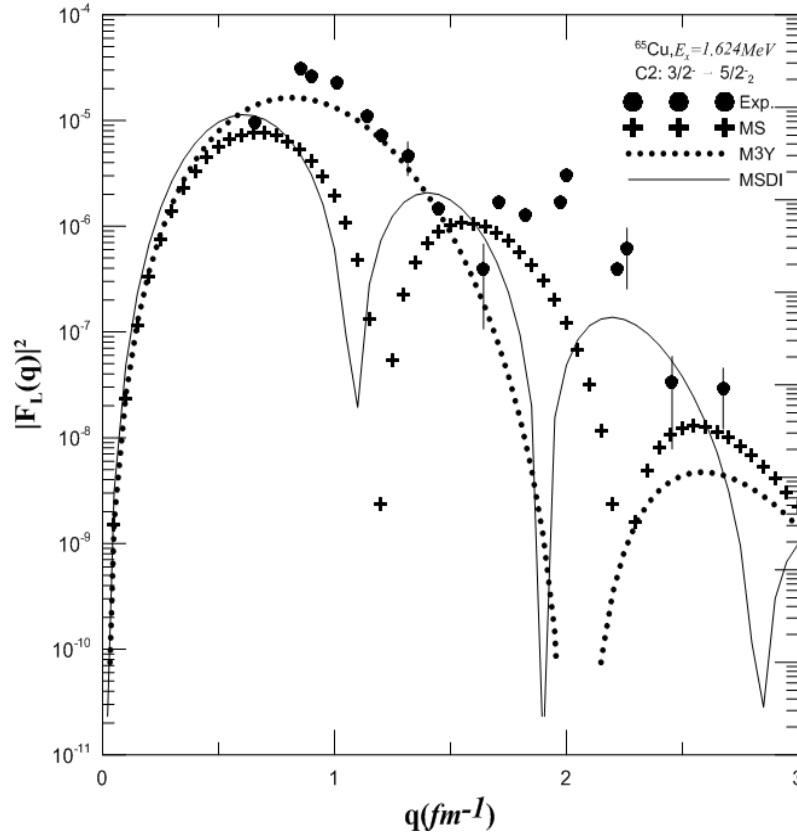 10⁻⁴
⁶⁵Cu,Eₓ=1,624MeV
C2: 3/2⁻ → 5/2⁻₂
Exp.
MS
M3Y
MSDI
10⁻⁵
10⁻⁶
10⁻⁷
10⁻⁸
10⁻⁹
10⁻¹⁰
10⁻¹¹
|F_L(q)|²
0 1 2 3
q(fm⁻¹)